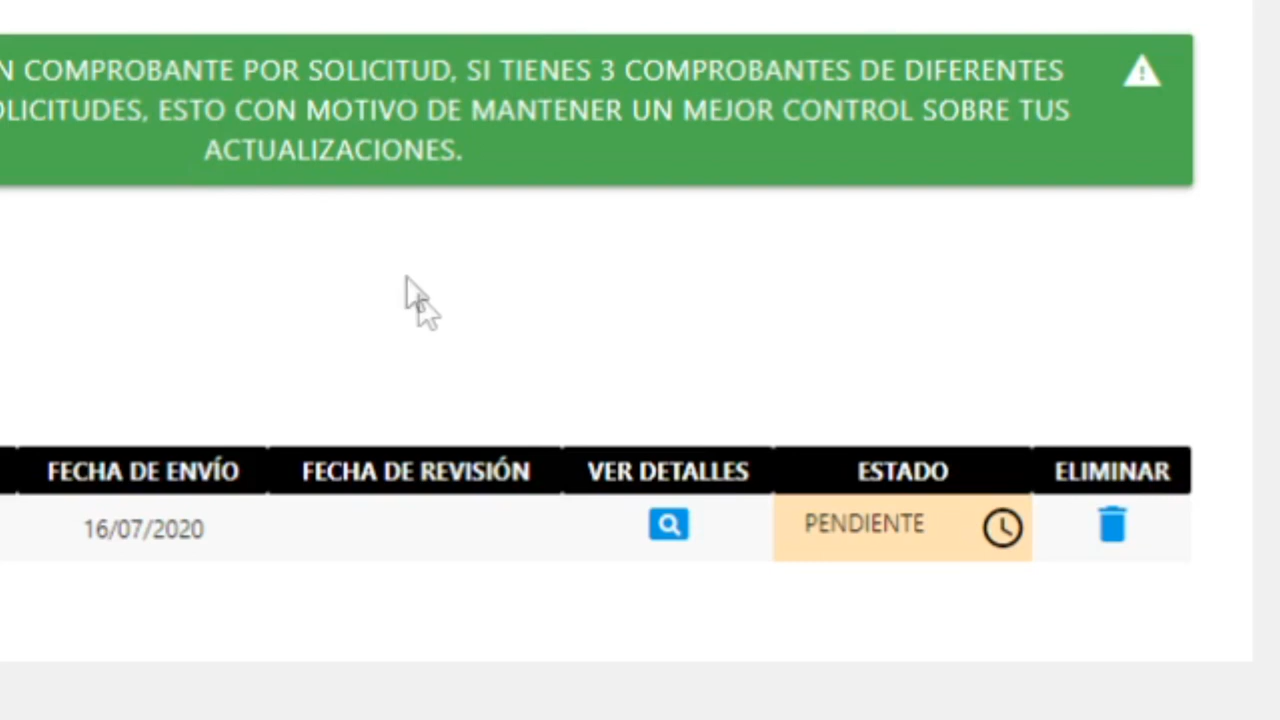 N COMPROBANTE POR SOLICITUD, SI TIENES 3 COMPROBANTES DE DIFERENTES
OLICITUDES, ESTO CON MOTIVO DE MANTENER UN MEJOR CONTROL SOBRE TUS
ACTUALIZACIONES.
FECHA DE ENVÍO FECHA DE REVISIÓN VER DETALLES ESTADO ELIMINAR
16/07/2020 PENDIENTE